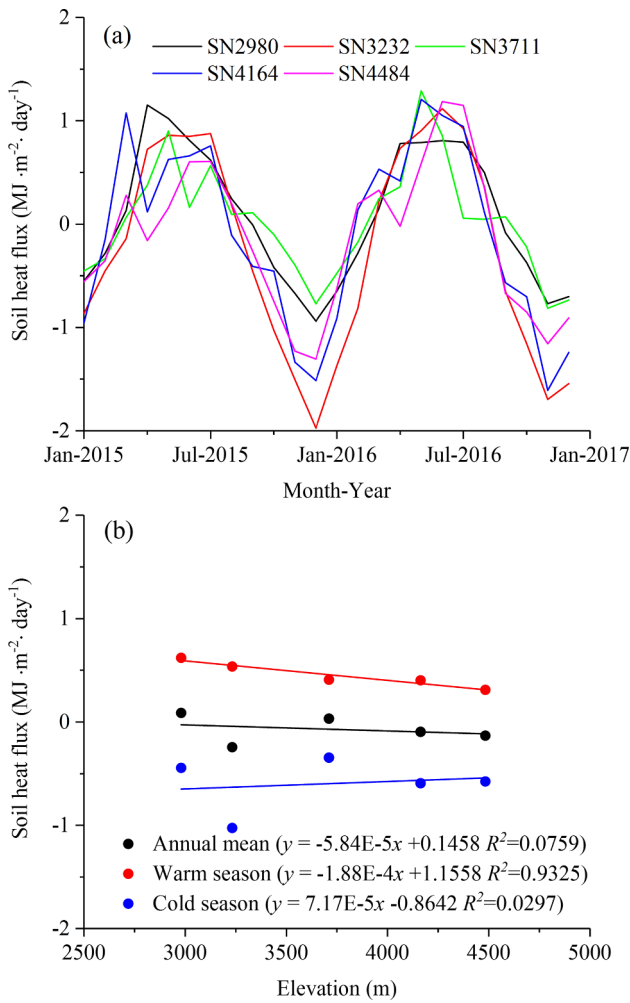 (a)
SN2980 SN3232 SN3711
SN4164 SN4484
Soil heat flux (MJ ·m⁻²· day⁻¹)
2
1
0
-1
-2
Jan-2015 Jul-2015 Jan-2016 Jul-2016 Jan-2017
Month-Year
(b)
Soil heat flux (MJ ·m⁻²· day⁻¹)
2
1
0
-1
-2
Annual mean (y = -5.84E-5x +0.1458 R²=0.0759)
Warm season (y = -1.88E-4x +1.1558 R²=0.9325)
Cold season (y = 7.17E-5x -0.8642 R²=0.0297)
2500 3000 3500 4000 4500 5000
Elevation (m)